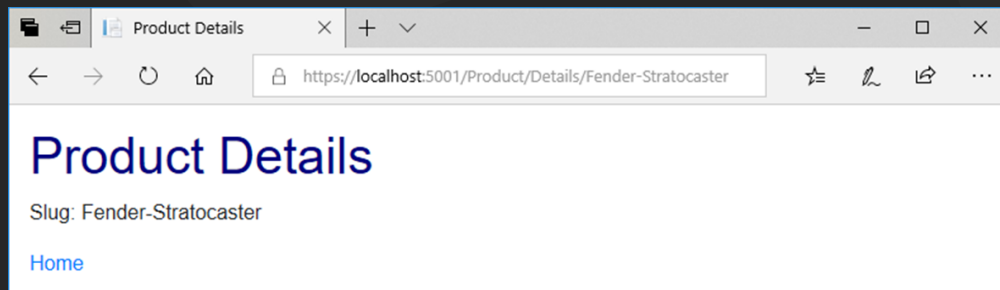 Product Details
https://localhost:5001/Product/Details/Fender-Stratocaster
Product Details
Slug: Fender-Stratocaster
Home